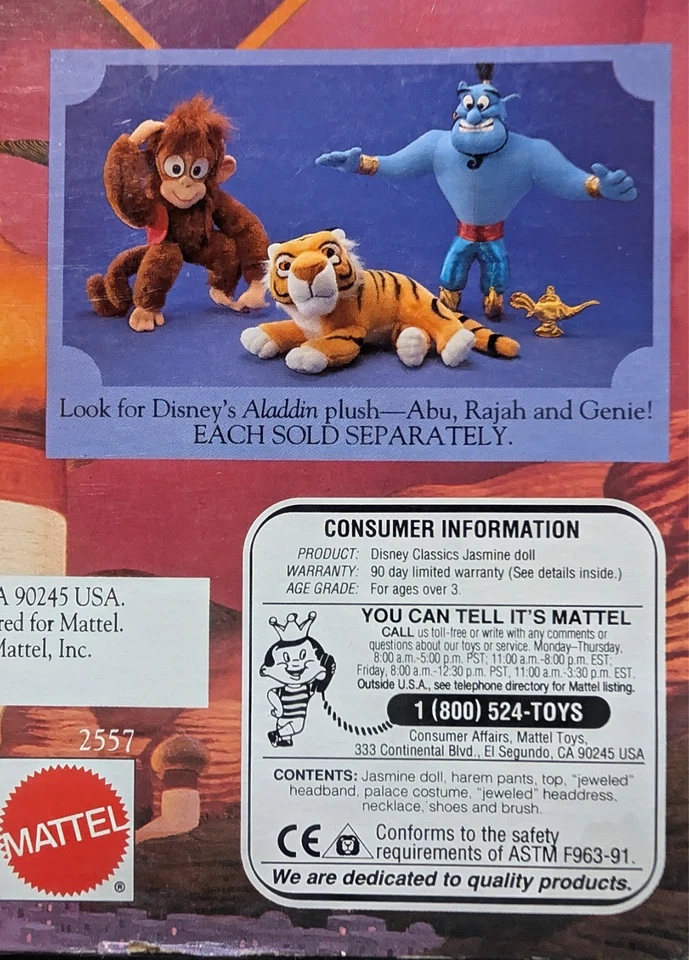 Look for Disney's Aladdin plush—Abu, Rajah and Genie!
EACH SOLD SEPARATELY.
CONSUMER INFORMATION
PRODUCT: Disney Classics Jasmine doll
WARRANTY: 90 day limited warranty (See details inside.)
AGE GRADE: For ages over 3.
YOU CAN TELL IT'S MATTEL
CALL us toll-free or write with any comments or
questions about our toys or service. Monday–Thursday,
8:00 a.m.-5:00 p.m. PST; 11:00 a.m.-8:00 p.m. EST;
Friday, 8:00 a.m.-12:30 p.m. PST, 11:00 a.m.-3:30 p.m. EST.
Outside U.S.A., see telephone directory for Mattel listing.
1 (800) 524-TOYS
Consumer Affairs, Mattel Toys,
333 Continental Blvd., El Segundo, CA 90245 USA
CONTENTS: Jasmine doll, harem pants, top, "jeweled"
headband, palace costume, "jeweled" headdress,
necklace, shoes and brush.
CE Conforms to the safety
requirements of ASTM F963-91.
We are dedicated to quality products.
A 90245 USA.
red for Mattel.
Mattel, Inc.
2557
MATTEL
®